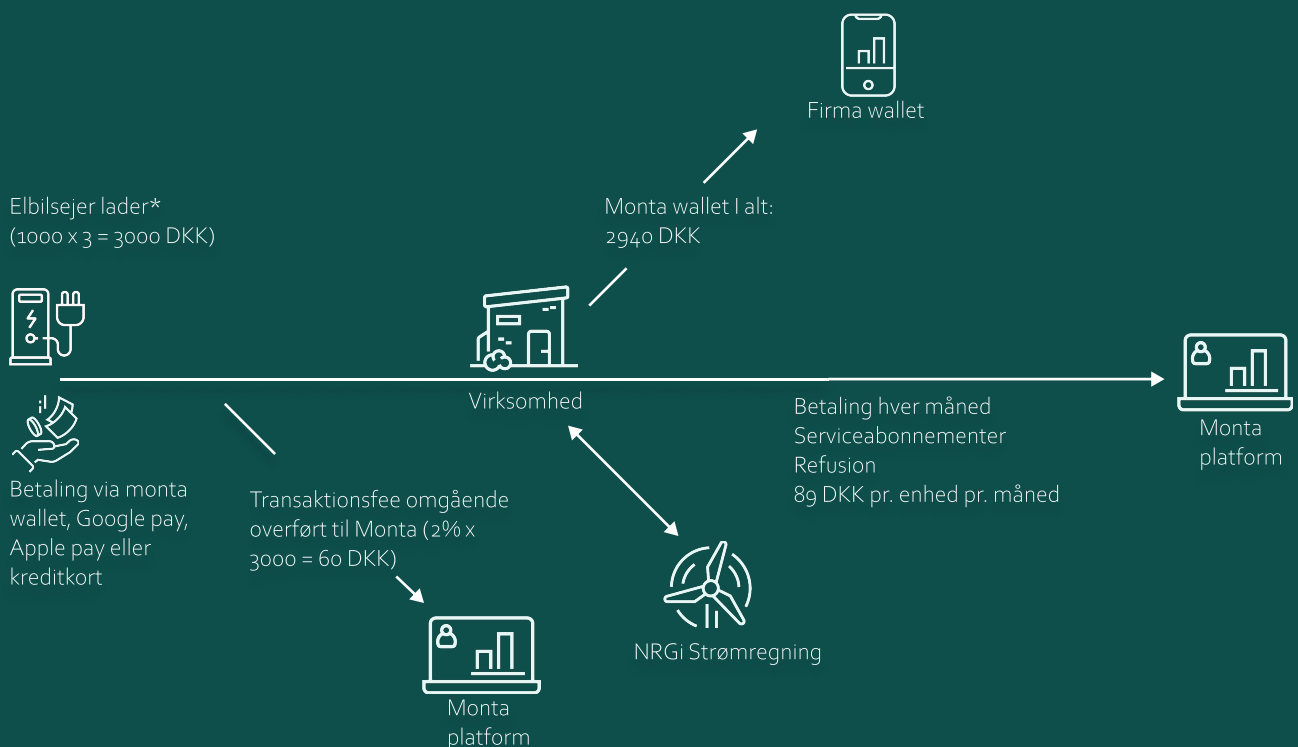 Firma wallet
Elbilsejer lader*
(1000 x 3 = 3000 DKK)
Monta wallet I alt:
2940 DKK
Virksomhed
Betaling hver måned
Serviceabonnementer
Refusion
89 DKK pr. enhed pr. måned
Monta
platform
Betaling via monta
wallet, Google pay,
Apple pay eller
kreditkort
Transaktionsfee omgående
overført til Monta (2% x
3000 = 60 DKK)
NRGi Strømregning
Monta
platform